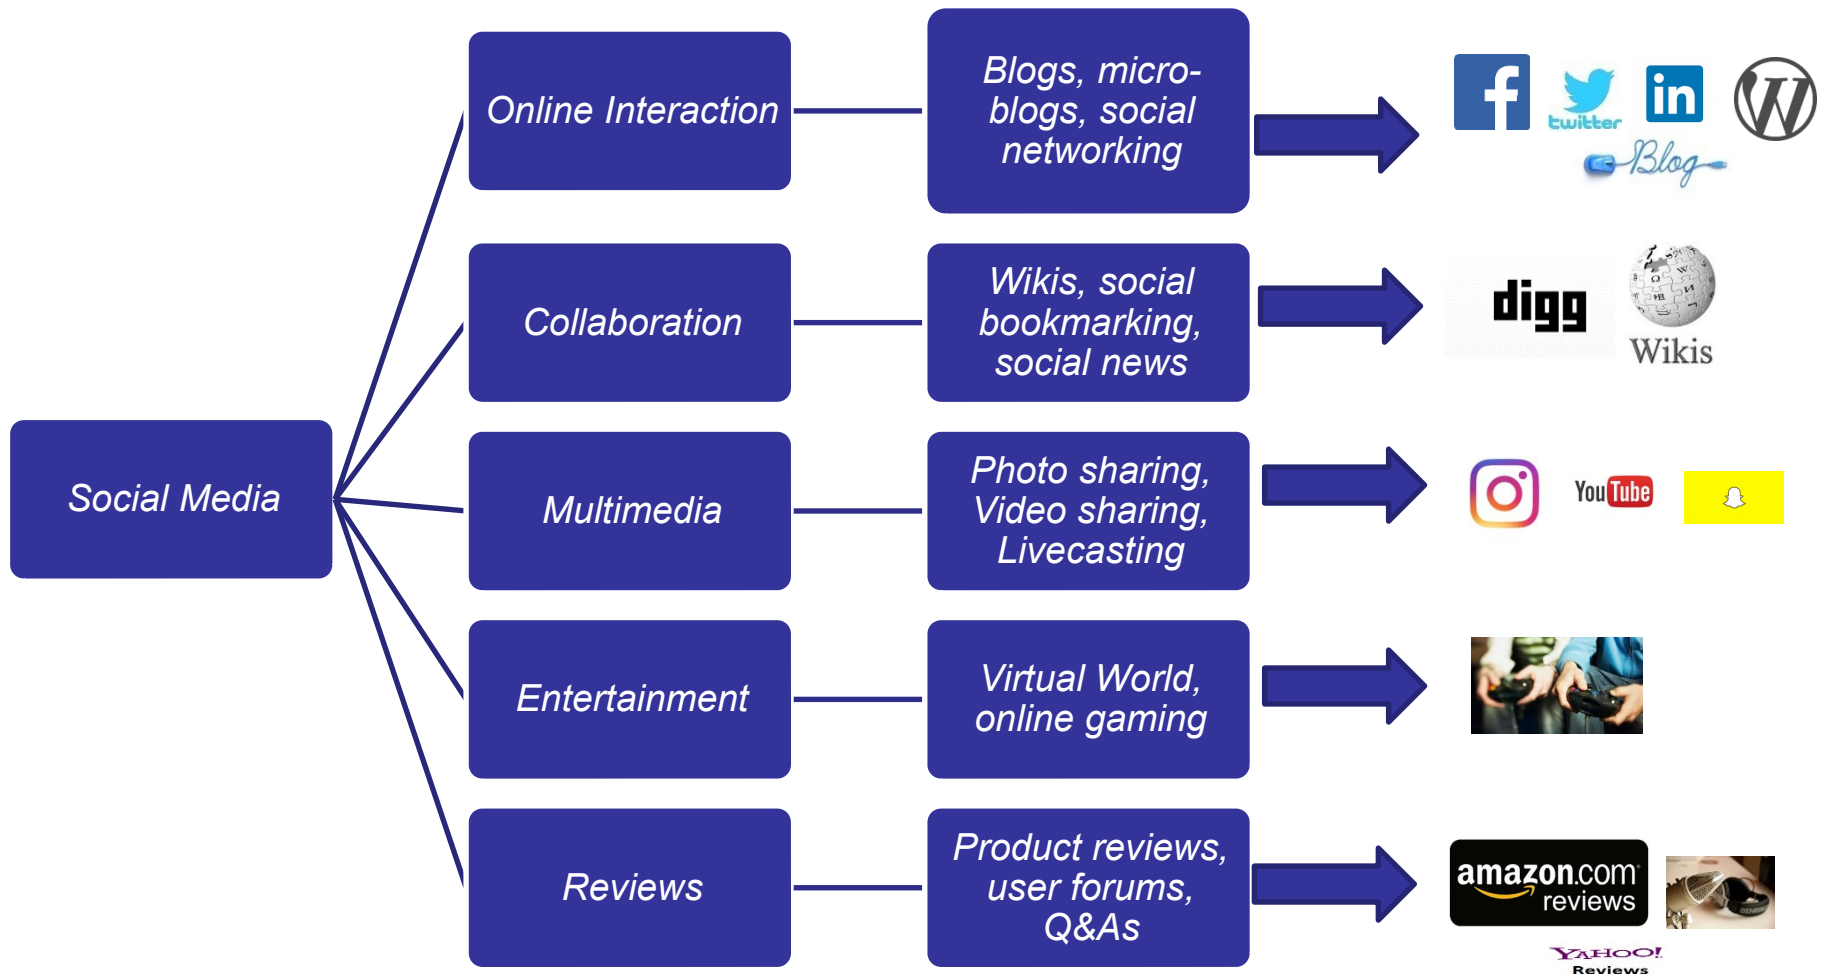 Social Media
Online Interaction
Blogs, micro-
blogs, social
networking
f
twitter
in
W
Blog
Collaboration
Wikis, social
bookmarking,
social news
digg
Wikis
Multimedia
Photo sharing,
Video sharing,
Livecasting
YouTube
Entertainment
Virtual World,
online gaming
Reviews
Product reviews,
user forums,
Q&As
amazon.com
reviews
YAHOO!
Reviews